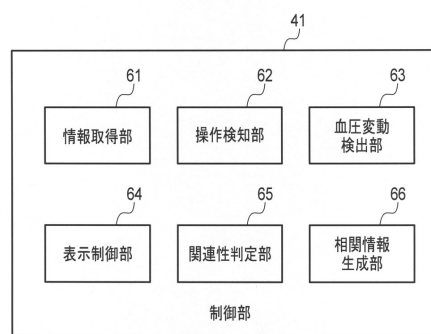 41
61
62
63
情報取得部
操作検知部
血圧変動
検出部
64
65
66
表示制御部
関連性判定部
相関情報
生成部
制御部